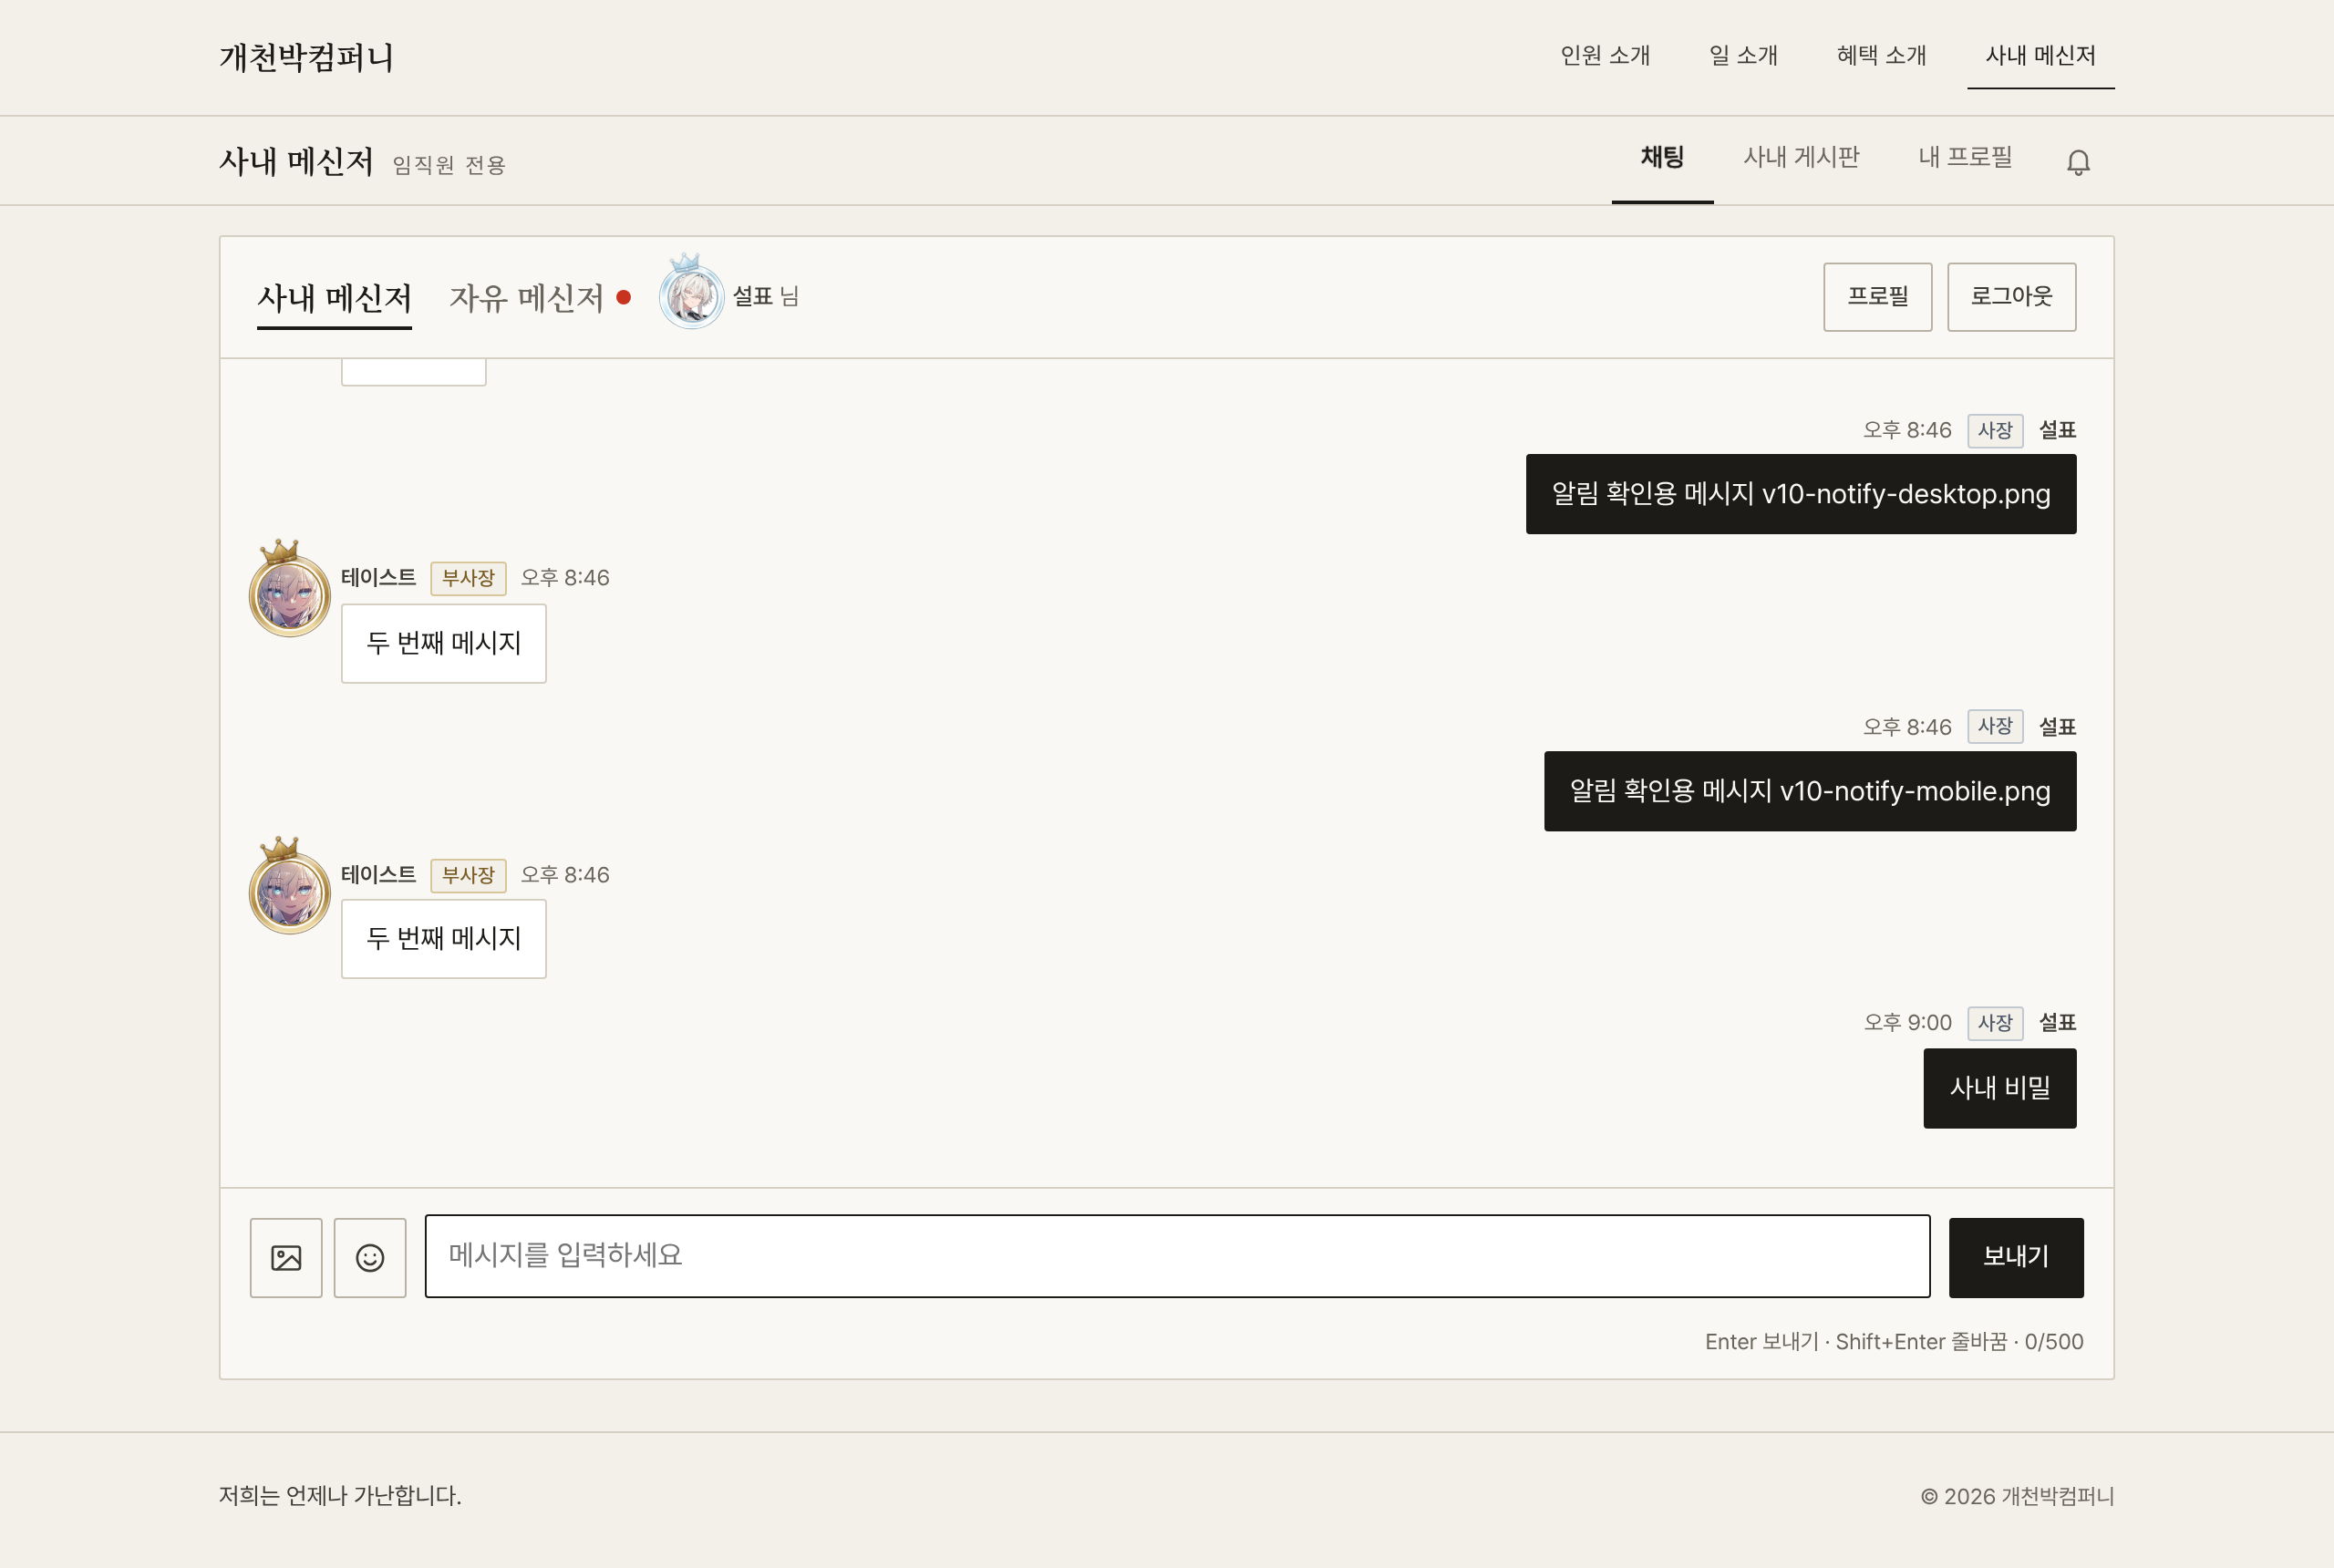 개천박컴퍼니
인원 소개 일 소개 혜택 소개 사내 메신저
사내 메신저 임직원 전용
채팅 사내 게시판 내 프로필
사내 메신저 자유 메신저 설표 님
프로필 로그아웃
오후 8:46 사장 설표
알림 확인용 메시지 v10-notify-desktop.png
테이스트 부사장 오후 8:46
두 번째 메시지
오후 8:46 사장 설표
알림 확인용 메시지 v10-notify-mobile.png
테이스트 부사장 오후 8:46
두 번째 메시지
오후 9:00 사장 설표
사내 비밀
메시지를 입력하세요
보내기
Enter 보내기 · Shift+Enter 줄바꿈 · 0/500
저희는 언제나 가난합니다.
© 2026 개천박컴퍼니